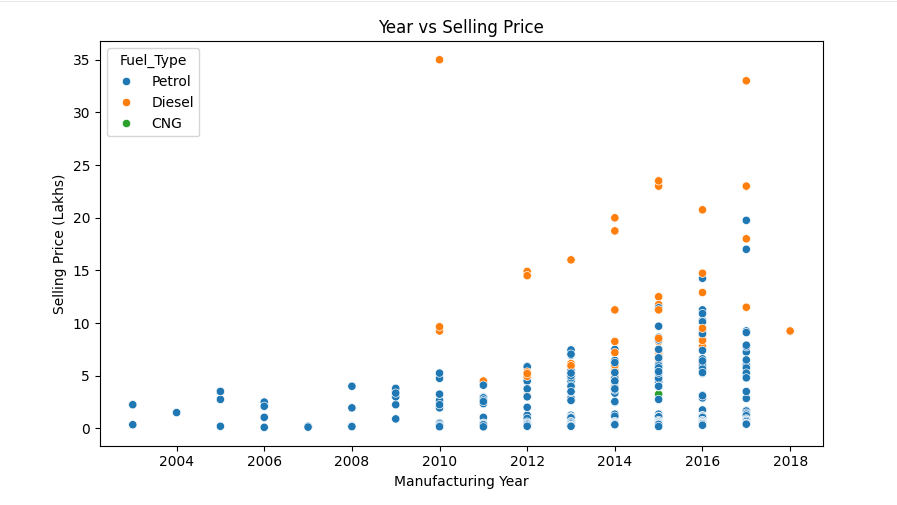 Year vs Selling Price
Fuel_Type
Petrol
Diesel
CNG
35
30
25
20
15
10
5
0
Selling Price (Lakhs)
2004 2006 2008 2010 2012 2014 2016 2018
Manufacturing Year